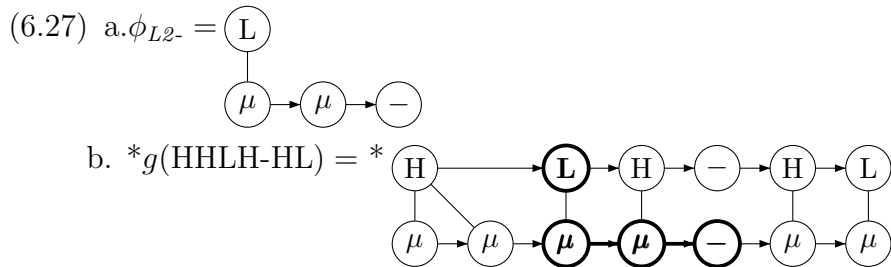 (6.27) a. ϕL2- = L
μ μ −
b. *g(HHLH-HL) = * H L H − H L
μ μ μ μ − μ μ